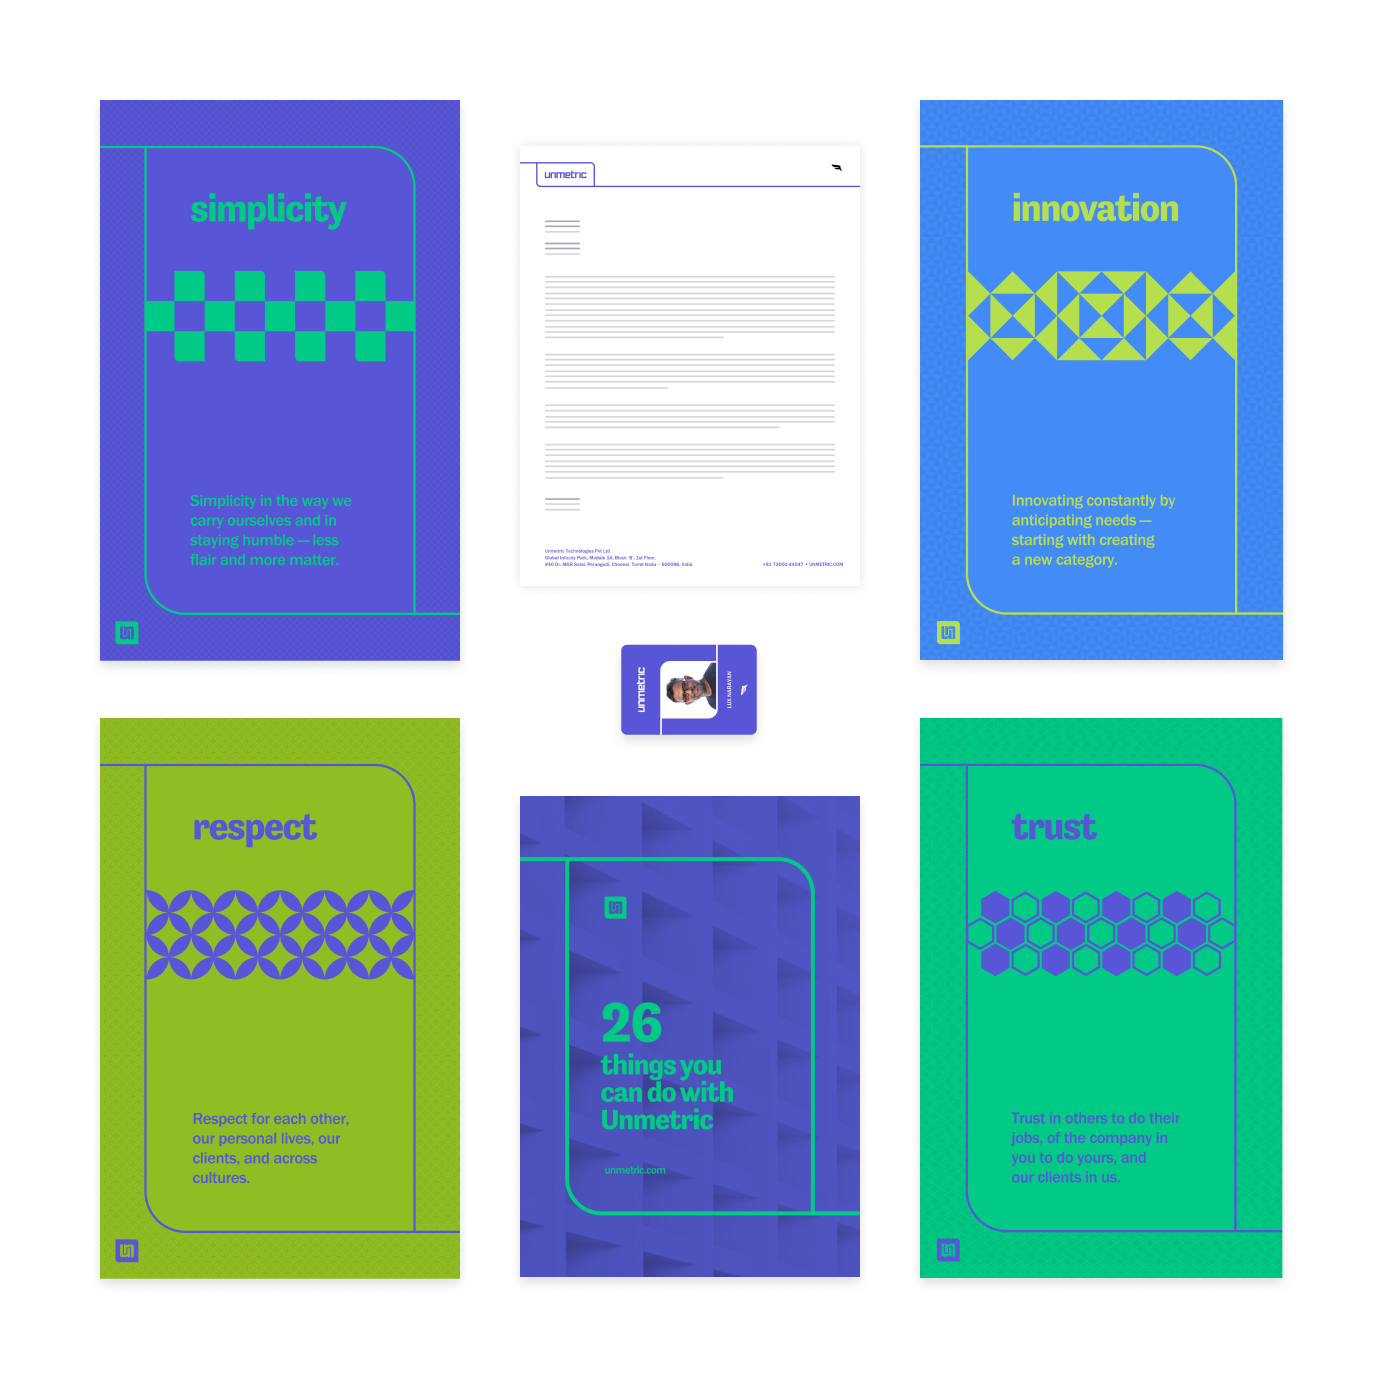 simplicity
Simplicity in the way we
carry ourselves and in
staying humble — less
flair and more matter.
unmetric
Unmetric Technologies Pvt Ltd
Global Infocity Park, Module 1A, Block 'B', 1st Floor,
#40 Dr. MGR Salai, Perungudi, Chennai, Tamil Nadu - 600096, India
+91 73000 44047 • UNMETRIC.COM
innovation
Innovating constantly by
anticipating needs —
starting with creating
a new category.
unmetric
LUX NARAYAN
respect
Respect for each other,
our personal lives, our
clients, and across
cultures.
26
things you
can do with
Unmetric
unmetric.com
trust
Trust in others to do their
jobs, of the company in
you to do yours, and
our clients in us.